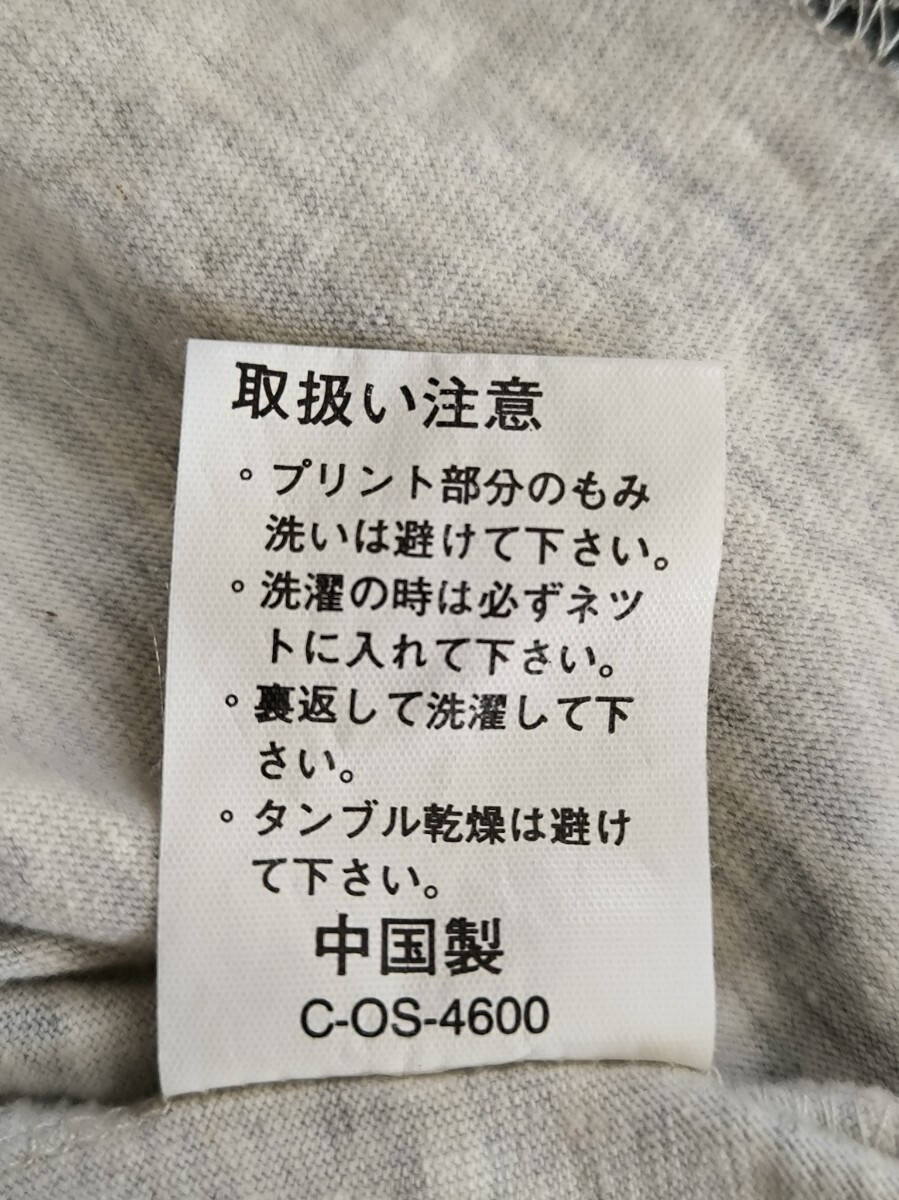 取扱い注意
。プリント部分のもみ
洗いは避けて下さい。
。洗濯の時は必ずネツ
トに入れて下さい。
。裏返して洗濯して下
さい。
。タンブル乾燥は避け
て下さい。
中国製
C-OS-4600